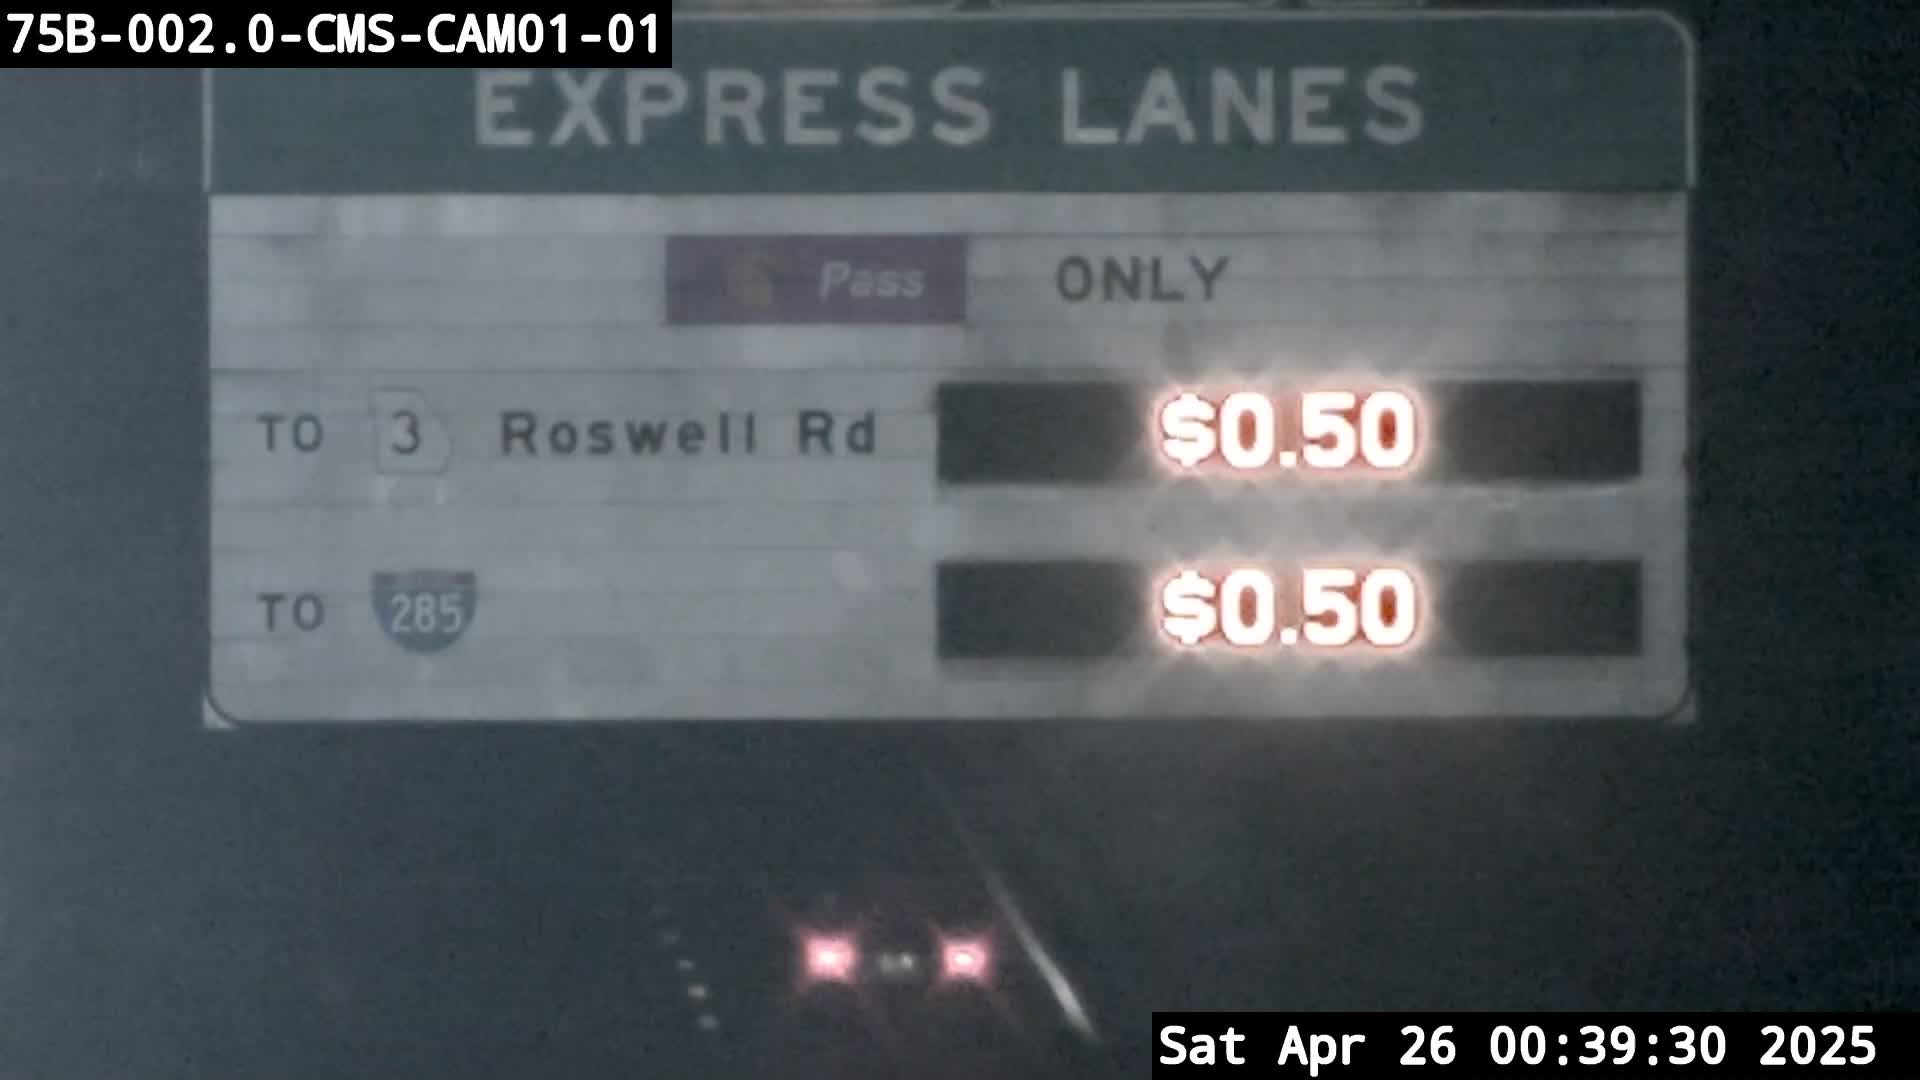 75B-002.0-CMS-CAM01-01
EXPRESS LANES
Pass ONLY
TO 3 Roswell Rd $0.50
TO 285 $0.50
Sat Apr 26 00:39:30 2025